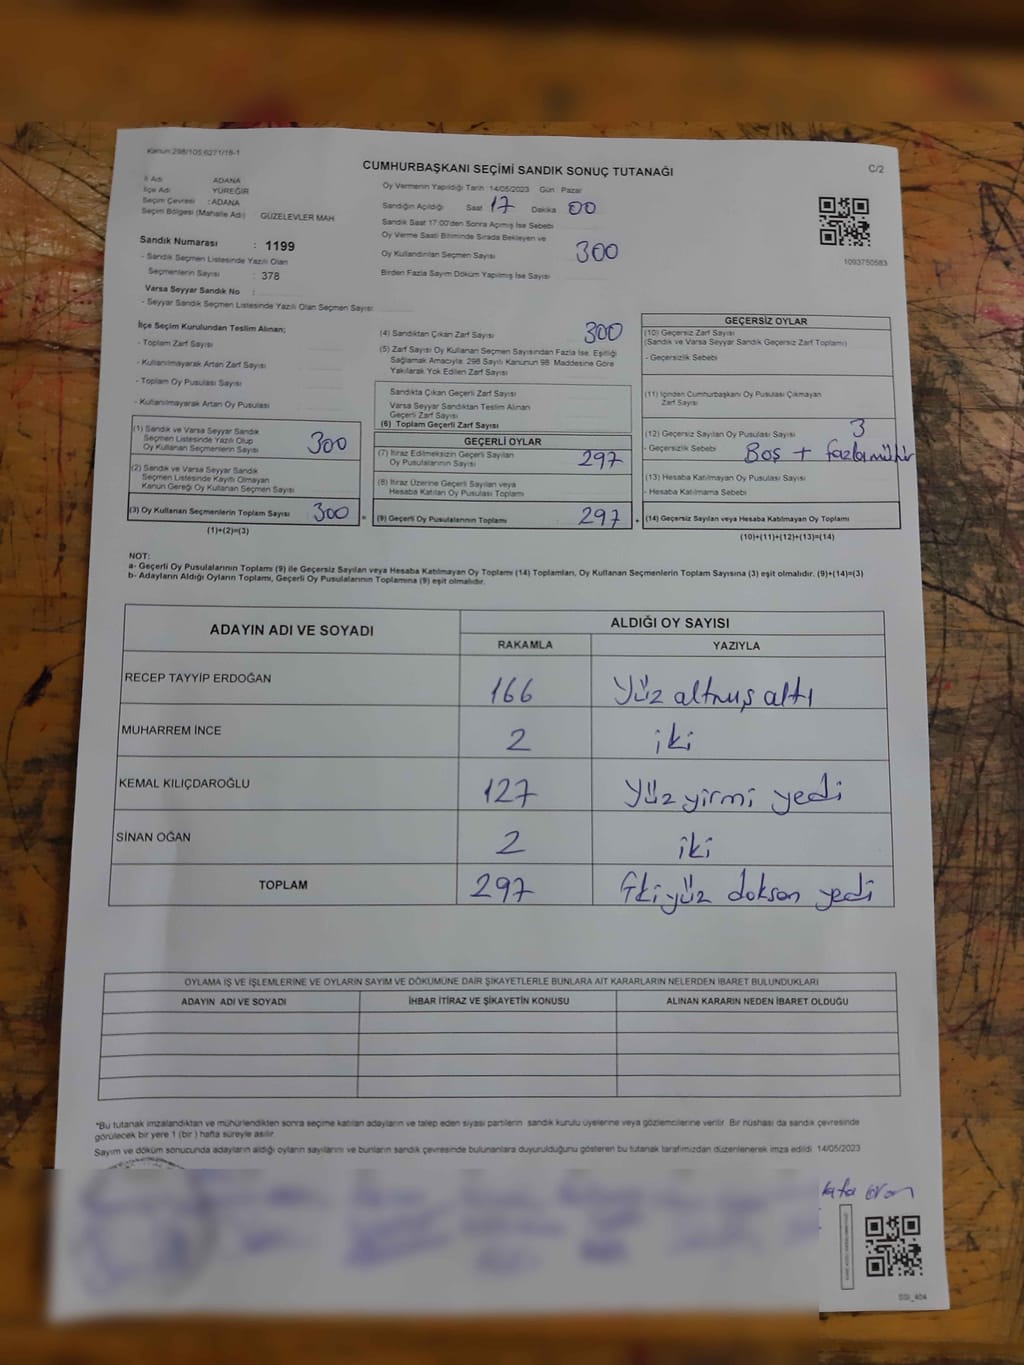 Kanun:298/105,6271/18-1
CUMHURBAŞKANI SEÇİMİ SANDIK SONUÇ TUTANAĞI
C/2
İl Adı ADANA
İlçe Adı YÜREĞİR
Seçim Çevresi : ADANA
Seçim Bölgesi (Mahalle Adı) GÜZELEVLER MAH
Oy Vermenin Yapıldığı Tarih 14/05/2023 Gün Pazar
Sandığın Açıldığı Saat 17 Dakika 00
Sandık Saat 17:00'den Sonra Açılmış İse Sebebi
Oy Verme Saati Bitiminde Sırada Bekleyen ve
Oy Kullandırılan Seçmen Sayısı 300
Birden Fazla Sayım Döküm Yapılmış İse Sayısı
1093750583
Sandık Numarası : 1199
- Sandık Seçmen Listesinde Yazılı Olan
Seçmenlerin Sayısı : 378
Varsa Seyyar Sandık No :
- Seyyar Sandık Seçmen Listesinde Yazılı Olan Seçmen Sayısı
İlçe Seçim Kurulundan Teslim Alınan;
- Toplam Zarf Sayısı
- Kullanılmayarak Artan Zarf Sayısı
- Toplam Oy Pusulası Sayısı
- Kullanılmayarak Artan Oy Pusulası
(1) Sandık ve Varsa Seyyar Sandık
Seçmen Listesinde Yazılı Olup
Oy Kullanan Seçmenlerin Sayısı 300
(2) Sandık ve Varsa Seyyar Sandık
Seçmen Listesinde Kayıtlı Olmayan
Kanun Gereği Oy Kullanan Seçmen Sayısı
(3) Oy Kullanan Seçmenlerin Toplam Sayısı 300
(1)+(2)=(3)
(4) Sandıktan Çıkan Zarf Sayısı 300
(5) Zarf Sayısı Oy Kullanan Seçmen Sayısından Fazla İse, Eşitliği
Sağlamak Amacıyla, 298 Sayılı Kanunun 98. Maddesine Göre
Yakılarak Yok Edilen Zarf Sayısı
Sandıkta Çıkan Geçerli Zarf Sayısı
Varsa Seyyar Sandıktan Teslim Alınan
Geçerli Zarf Sayısı
(6) Toplam Geçerli Zarf Sayısı
GEÇERLİ OYLAR
(7) İtiraz Edilmeksizin Geçerli Sayılan
Oy Pusulalarının Sayısı 297
(8) İtiraz Üzerine Geçerli Sayılan veya
Hesaba Katılan Oy Pusulası Toplamı
= (9) Geçerli Oy Pusulalarının Toplamı 297 +
GEÇERSİZ OYLAR
(10) Geçersiz Zarf Sayısı
(Sandık ve Varsa Seyyar Sandık Geçersiz Zarf Toplamı)
- Geçersizlik Sebebi
(11) İçinden Cumhurbaşkanı Oy Pusulası Çıkmayan
Zarf Sayısı
(12) Geçersiz Sayılan Oy Pusulası Sayısı 3
- Geçersizlik Sebebi Boş + fazla mühür
(13) Hesaba Katılmayan Oy Pusulası Sayısı
- Hesaba Katılmama Sebebi
(14) Geçersiz Sayılan veya Hesaba Katılmayan Oy Toplamı
(10)+(11)+(12)+(13)=(14)
NOT:
a- Geçerli Oy Pusulalarının Toplamı (9) ile Geçersiz Sayılan veya Hesaba Katılmayan Oy Toplamı (14) Toplamları, Oy Kullanan Seçmenlerin Toplam Sayısına (3) eşit olmalıdır. (9)+(14)=(3)
b- Adayların Aldığı Oyların Toplamı, Geçerli Oy Pusulalarının Toplamına (9) eşit olmalıdır.
ADAYIN ADI VE SOYADI
ALDIĞI OY SAYISI
RAKAMLA YAZIYLA
RECEP TAYYİP ERDOĞAN 166 Yüz altmış altı
MUHARREM İNCE 2 iki
KEMAL KILIÇDAROĞLU 127 Yüz yirmi yedi
SİNAN OĞAN 2 iki
TOPLAM 297 İki yüz doksan yedi
OYLAMA İŞ VE İŞLEMLERİNE VE OYLARIN SAYIM VE DÖKÜMÜNE DAİR ŞİKAYETLERLE BUNLARA AİT KARARLARIN NELERDEN İBARET BULUNDUKLARI
ADAYIN ADI VE SOYADI İHBAR İTİRAZ VE ŞİKAYETİN KONUSU ALINAN KARARIN NEDEN İBARET OLDUĞU
*Bu tutanak imzalandıktan ve mühürlendikten sonra seçime katılan adayların ve talep eden siyasi partilerin sandık kurulu üyelerine veya gözlemcilerine verilir. Bir nüshası da sandık çevresinde
görülecek bir yere 1 (bir) hafta süreyle asılır.
Sayım ve döküm sonucunda adayların aldığı oyların sayılarını ve bunların sandık çevresinde bulunanlara duyurulduğunu gösteren bu tutanak tarafımızdan düzenlenerek imza edildi. 14/05/2023